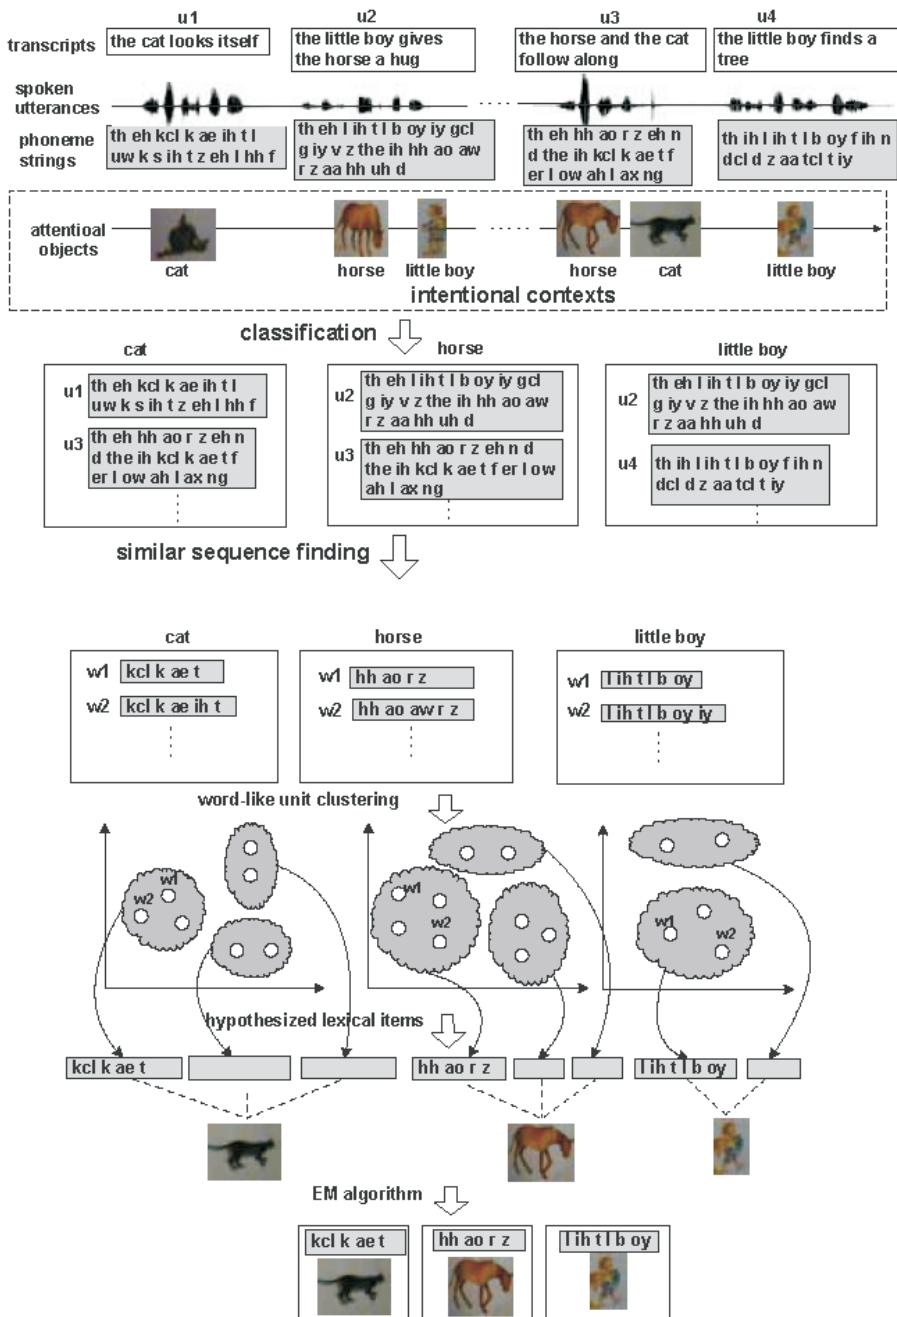 u1
u2
u3
u4
transcripts
the cat looks itself
the little boy gives
the horse a hug
the horse and the cat
follow along
the little boy finds a
tree
spoken
utterances
phoneme
strings
th eh kcl k ae ih t l
uw k s ih t z eh l hh f
th eh l ih t l b oy iy gcl
g iy v z the ih hh ao aw
r z aa hh uh d
th eh hh ao r z eh n
d the ih kcl k ae t f
er l ow ah l ax ng
th ih l ih t l b oy f ih n
dcl d z aa tcl t iy
attentioal
objects
cat
horse
little boy
horse
cat
little boy
intentional contexts
classification
cat
horse
little boy
u1
th eh kcl k ae ih t l
uw k s ih t z eh l hh f
u3
th eh hh ao r z eh n
d the ih kcl k ae t f
er l ow ah l ax ng
u2
th eh l ih t l b oy iy gcl
g iy v z the ih hh ao aw
r z aa hh uh d
u3
th eh hh ao r z eh n d
the ih kcl k ae t f er l ow
ah l ax ng
u2
th eh l ih t l b oy iy gcl
g iy v z the ih hh ao aw
r z aa hh uh d
u4
th ih l ih t l b oy f ih n
dcl d z aa tcl t iy
similar sequence finding
cat
horse
little boy
w1 kcl k ae t
w2 kcl k ae ih t
w1 hh ao r z
w2 hh ao aw r z
w1 l ih t l b oy
w2 l ih t l b oy iy
word-like unit clustering
w1
w2
w1
w2
w1
w2
hypothesized lexical items
kcl k ae t
hh ao r z
l ih t l b oy
EM algorithm
kcl k ae t
hh ao r z
l ih t l b oy